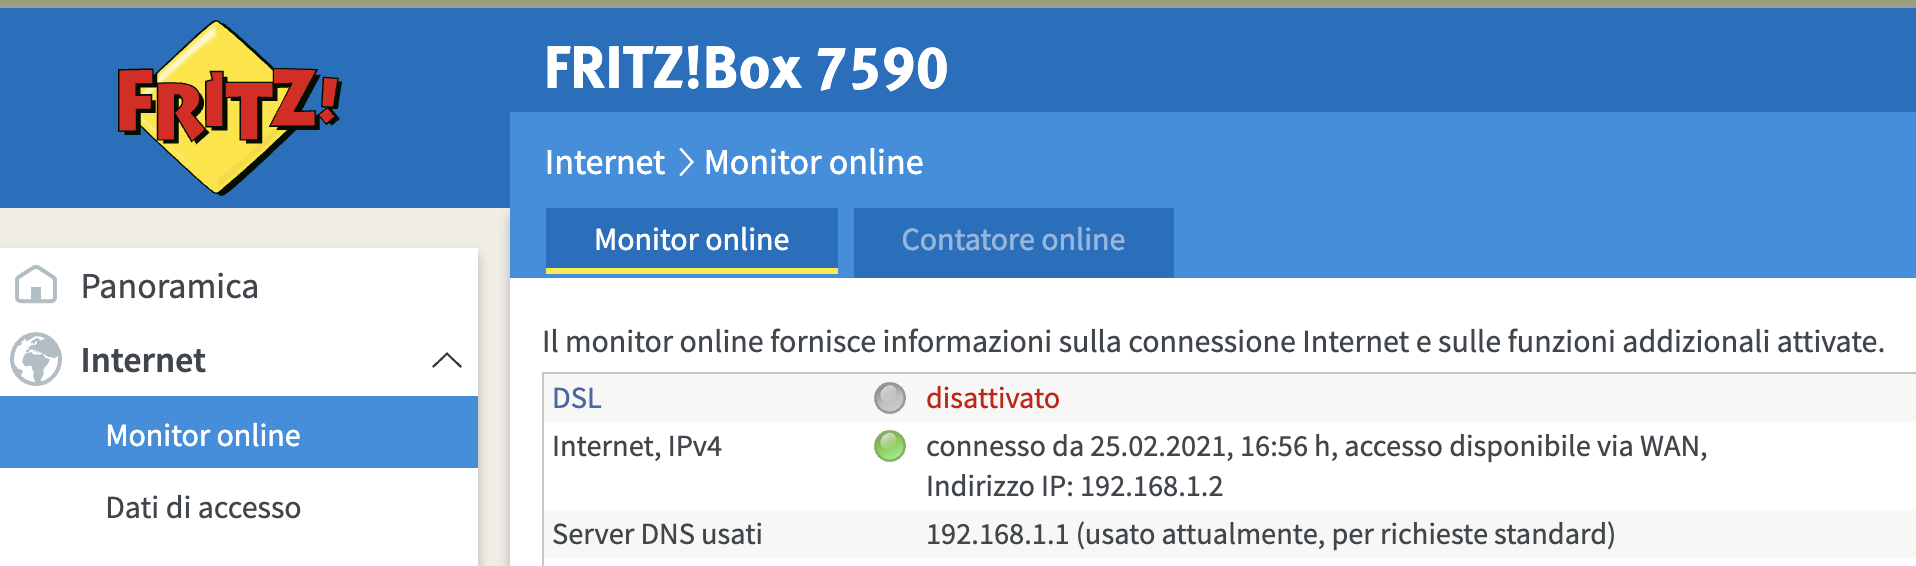 FRITZ!
FRITZ!Box 7590
Internet > Monitor online
Monitor online
Contatore online
Panoramica
Internet
Monitor online
Dati di accesso
Il monitor online fornisce informazioni sulla connessione Internet e sulle funzioni addizionali attivate.
DSL disattivato
Internet, IPv4 connesso da 25.02.2021, 16:56 h, accesso disponibile via WAN,
Indirizzo IP: 192.168.1.2
Server DNS usati 192.168.1.1 (usato attualmente, per richieste standard)